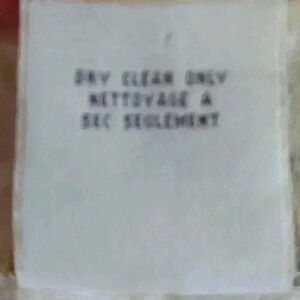 DRY CLEAN ONLY
NETTOYAGE A
SEC SEULEMENT